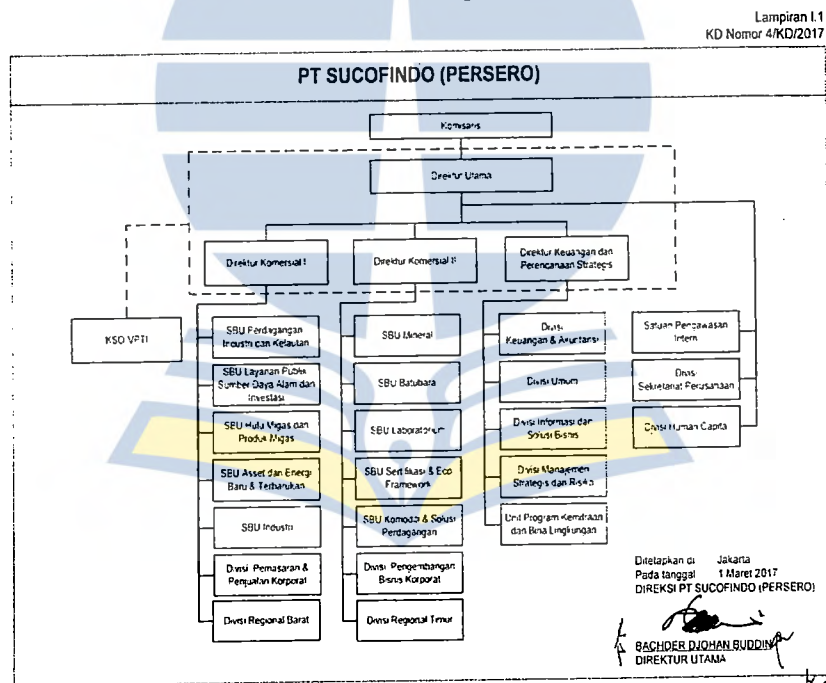 Lampiran I.1
KD Nomor 4/KD/2017
PT SUCOFINDO (PERSERO)
Komisaris
Direktur Utama
Direktur Komersial I
Direktur Komersial II
Direktur Keuangan dan
Perencanaan Strategis
KSO VPTI
SBU Perdagangan
Industri dan Kelautan
SBU Layanan Publik
Sumber Daya Alam dan
Investasi
SBU Hulu Migas dan
Produk Migas
SBU Asset dan Energi
Baru & Terbarukan
SBU Industri
Divisi Pemasaran &
Penjualan Korporat
Divisi Regional Barat
SBU Mineral
SBU Batubara
SBU Laboratorium
SBU Sertifikasi & Eco
Framework
SBU Komoditi & Solusi
Perdagangan
Divisi Pengembangan
Bisnis Korporat
Divisi Regional Timur
Divisi
Keuangan & Akuntansi
Divisi Umum
Divisi Informasi dan
Solusi Bisnis
Divisi Manajemen
Strategis dan Risiko
Unit Program Kemitraan
dan Bina Lingkungan
Satuan Pengawasan
Intern
Divisi
Sekretariat Perusahaan
Divisi Human Capital
Ditetapkan di Jakarta
Pada tanggal 1 Maret 2017
DIREKSI PT SUCOFINDO (PERSERO)
BACHDER DJOHAN BUDDIN
DIREKTUR UTAMA